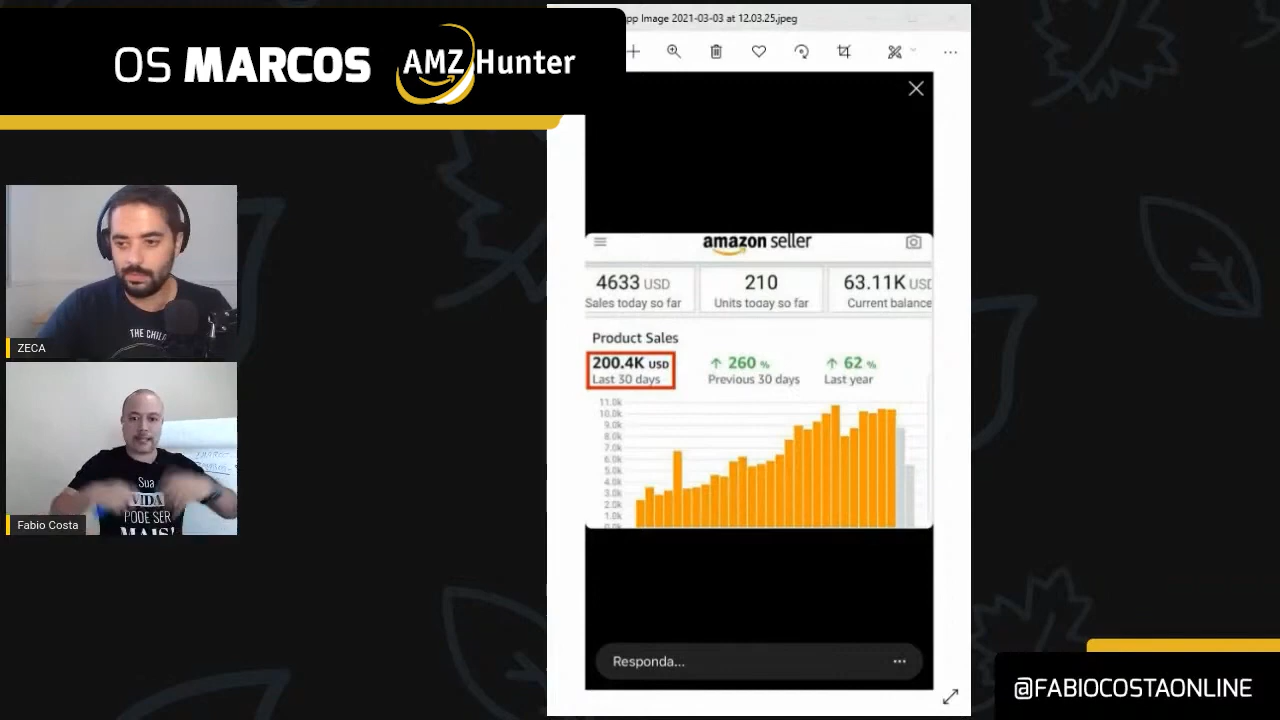 OS MARCOS AMZ Hunter
pp Image 2021-03-03 at 12.03.25.jpeg
amazon seller
4633 USD 210 63.11K USD
Sales today so far Units today so far Current balance
Product Sales
200.4K USD ↑ 260 % ↑ 62 %
Last 30 days Previous 30 days Last year
11.0k
10.0k
9.0k
8.0k
7.0k
6.0k
5.0k
4.0k
3.0k
2.0k
1.0k
0.0k
Responda...
THE CHIL
ZECA
Sua
VIDA
PODE SER
MAIS!
Fabio Costa
@FABIOCOSTAONLINE